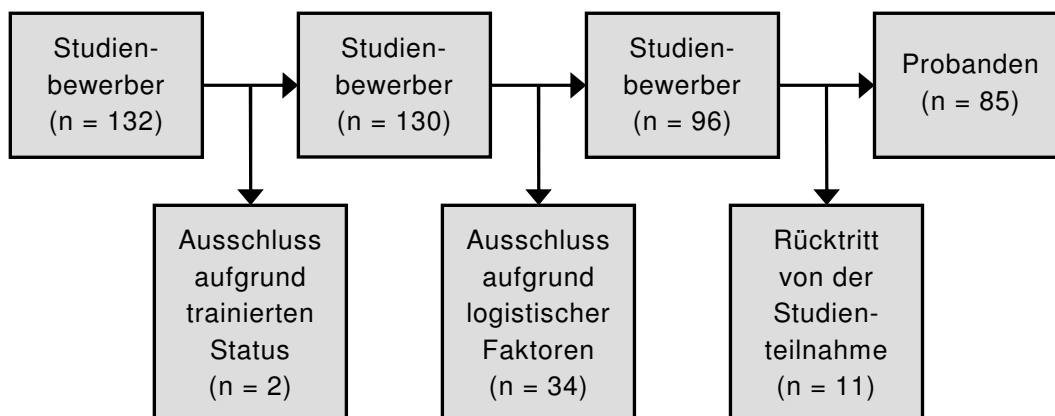 Studien-
bewerber
(n = 132)
Studien-
bewerber
(n = 130)
Studien-
bewerber
(n = 96)
Probanden
(n = 85)
Ausschluss
aufgrund
trainierten
Status
(n = 2)
Ausschluss
aufgrund
logistischer
Faktoren
(n = 34)
Rücktritt
von der
Studien-
teilnahme
(n = 11)